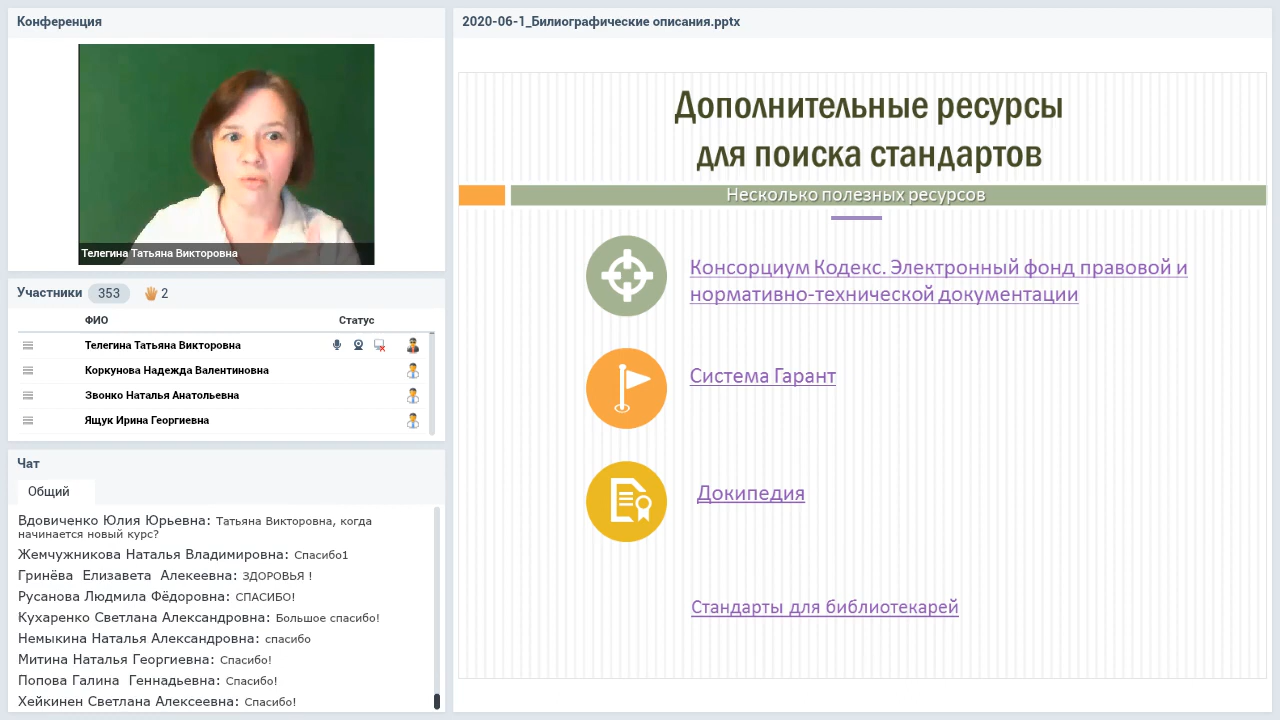 Конференция
Телегина Татьяна Викторовна
Участники 353 2
ФИО Статус
Телегина Татьяна Викторовна
Коркунова Надежда Валентиновна
Звонко Наталья Анатольевна
Ящук Ирина Георгиевна
Чат
Общий
Вдовиченко Юлия Юрьевна: Татьяна Викторовна, когда
начинается новый курс?
Жемчужникова Наталья Владимировна: Спасибо1
Гринёва Елизавета Алекеевна: ЗДОРОВЬЯ !
Русанова Людмила Фёдоровна: СПАСИБО!
Кухаренко Светлана Александровна: Большое спасибо!
Немыкина Наталья Александровна: спасибо
Митина Наталья Георгиевна: Спасибо!
Попова Галина Геннадьевна: Спасибо!
Хейкинен Светлана Алексеевна: Спасибо!
2020-06-1_Билиографические описания.pptx
Дополнительные ресурсы
для поиска стандартов
Несколько полезных ресурсов
Консорциум Кодекс. Электронный фонд правовой и
нормативно-технической документации
Система Гарант
Докипедия
Стандарты для библиотекарей